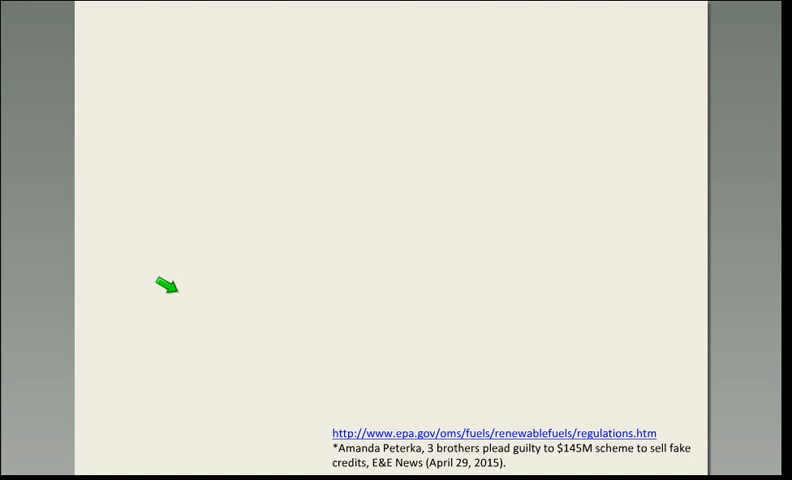 http://www.epa.gov/oms/fuels/renewablefuels/regulations.htm
*Amanda Peterka, 3 brothers plead guilty to $145M scheme to sell fake
credits, E&E News (April 29, 2015).